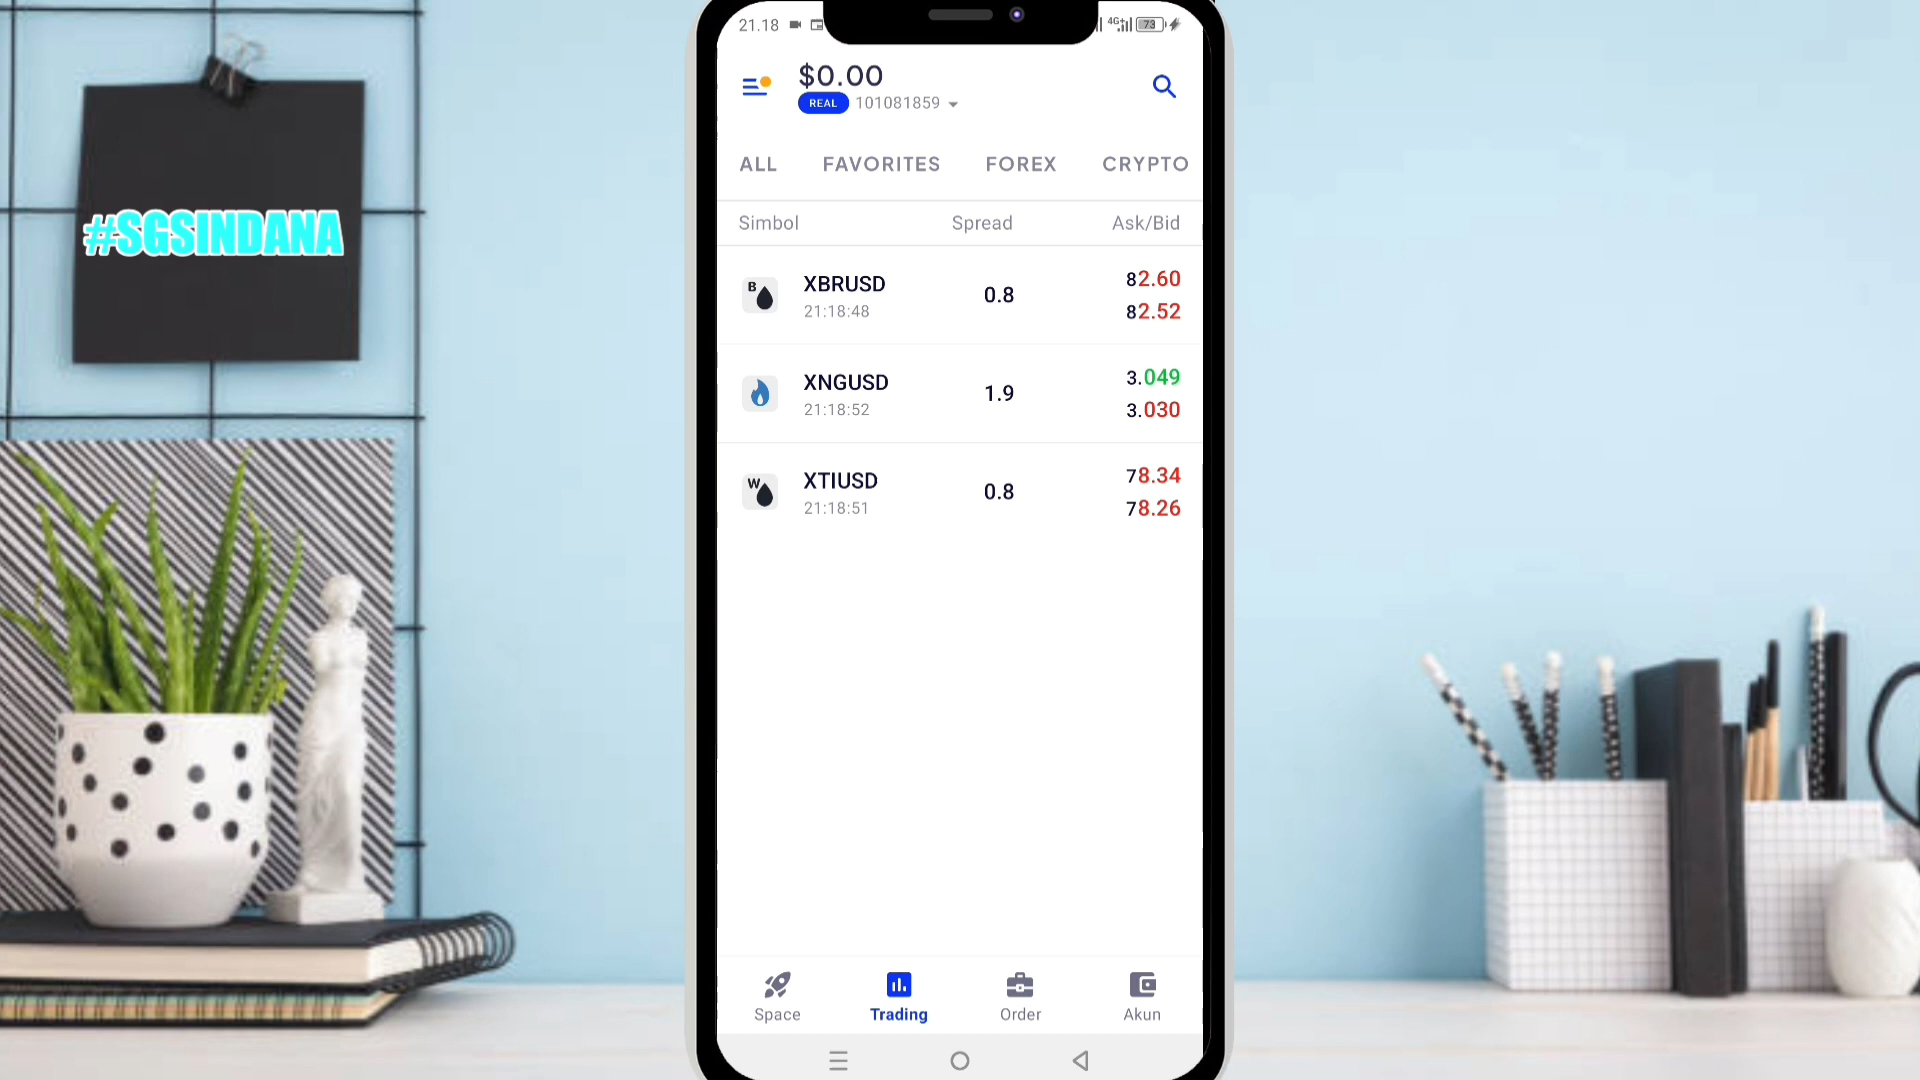 #SGSINDANA
21.18 4G+ 73
$0.00
REAL 101081859
ALL FAVORITES FOREX CRYPTO
Simbol Spread Ask/Bid
B XBRUSD 0.8 82.60
21:18:48 82.52
XNGUSD 1.9 3.049
21:18:52 3.030
W XTIUSD 0.8 78.34
21:18:51 78.26
Space Trading Order Akun